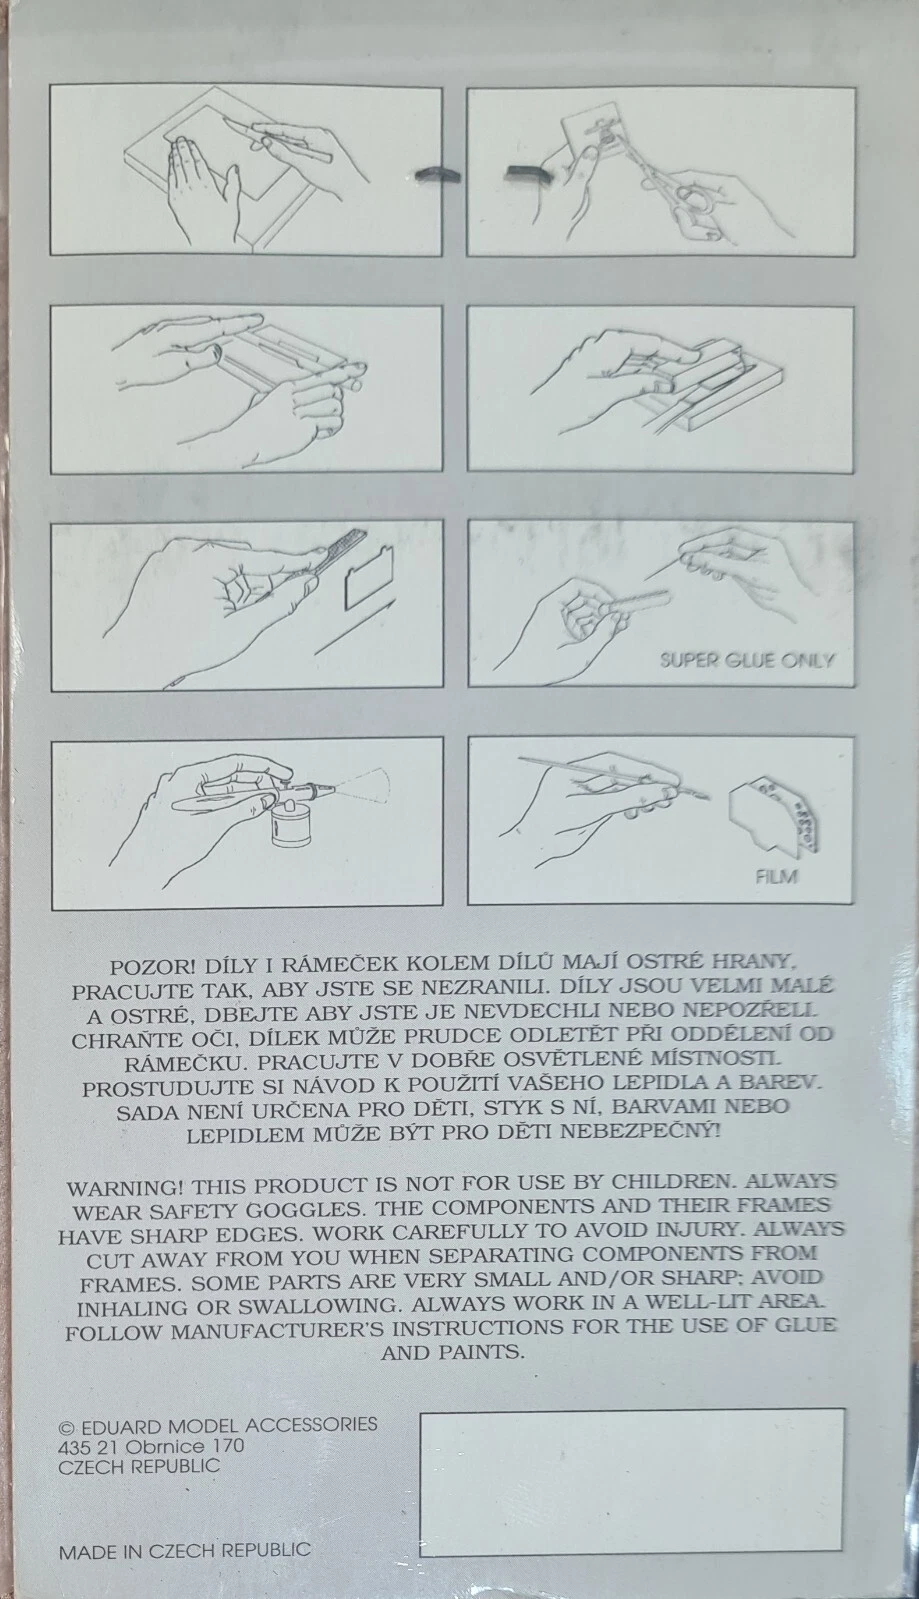 SUPER GLUE ONLY
FILM
POZOR! DÍLY I RÁMEČEK KOLEM DÍLŮ MAJÍ OSTRÉ HRANY,
PRACUJTE TAK, ABY JSTE SE NEZRANILI. DÍLY JSOU VELMI MALÉ
A OSTRÉ, DBEJTE ABY JSTE JE NEVDECHLI NEBO NEPOZŘELI.
CHRAŇTE OČI, DÍLEK MŮŽE PRUDCE ODLETĚT PŘI ODDĚLENÍ OD
RÁMEČKU. PRACUJTE V DOBŘE OSVĚTLENÉ MÍSTNOSTI.
PROSTUDUJTE SI NÁVOD K POUŽITÍ VAŠEHO LEPIDLA A BAREV.
SADA NENÍ URČENA PRO DĚTI, STYK S NÍ, BARVAMI NEBO
LEPIDLEM MŮŽE BÝT PRO DĚTI NEBEZPEČNÝ!
WARNING! THIS PRODUCT IS NOT FOR USE BY CHILDREN. ALWAYS
WEAR SAFETY GOGGLES. THE COMPONENTS AND THEIR FRAMES
HAVE SHARP EDGES. WORK CAREFULLY TO AVOID INJURY. ALWAYS
CUT AWAY FROM YOU WHEN SEPARATING COMPONENTS FROM
FRAMES. SOME PARTS ARE VERY SMALL AND/OR SHARP; AVOID
INHALING OR SWALLOWING. ALWAYS WORK IN A WELL-LIT AREA.
FOLLOW MANUFACTURER'S INSTRUCTIONS FOR THE USE OF GLUE
AND PAINTS.
© EDUARD MODEL ACCESSORIES
435 21 Obrnice 170
CZECH REPUBLIC
MADE IN CZECH REPUBLIC